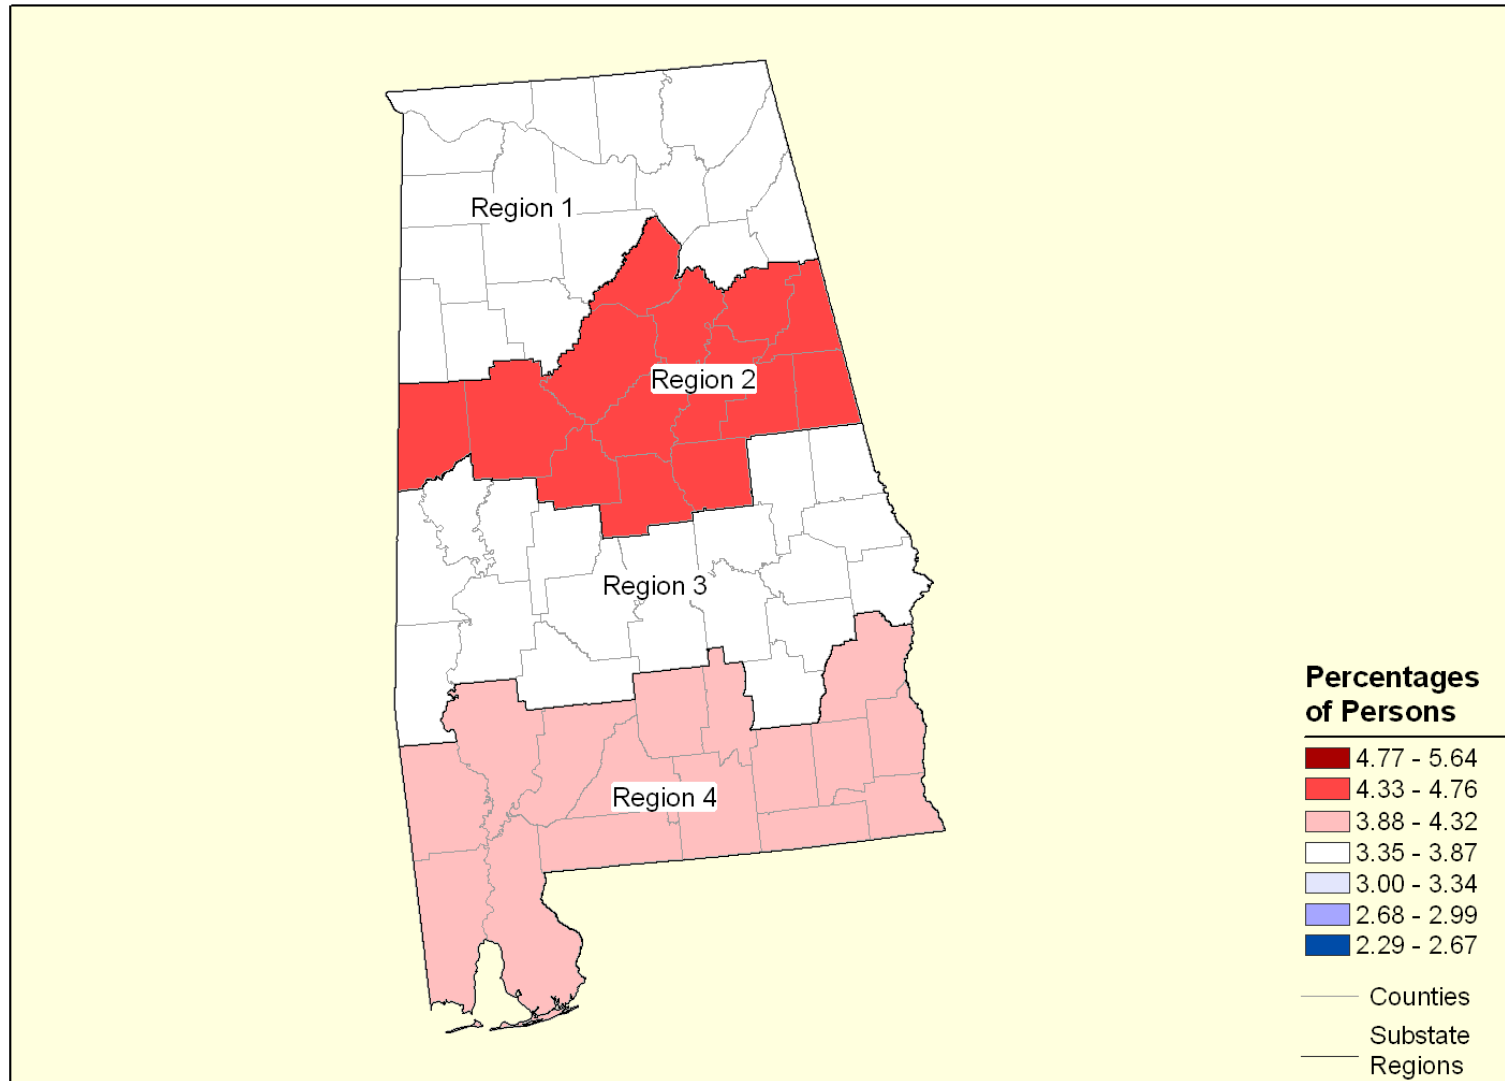 Region 1
Region 2
Region 3
Region 4
Percentages
of Persons
4.77 - 5.64
4.33 - 4.76
3.88 - 4.32
3.35 - 3.87
3.00 - 3.34
2.68 - 2.99
2.29 - 2.67
Counties
Substate
Regions